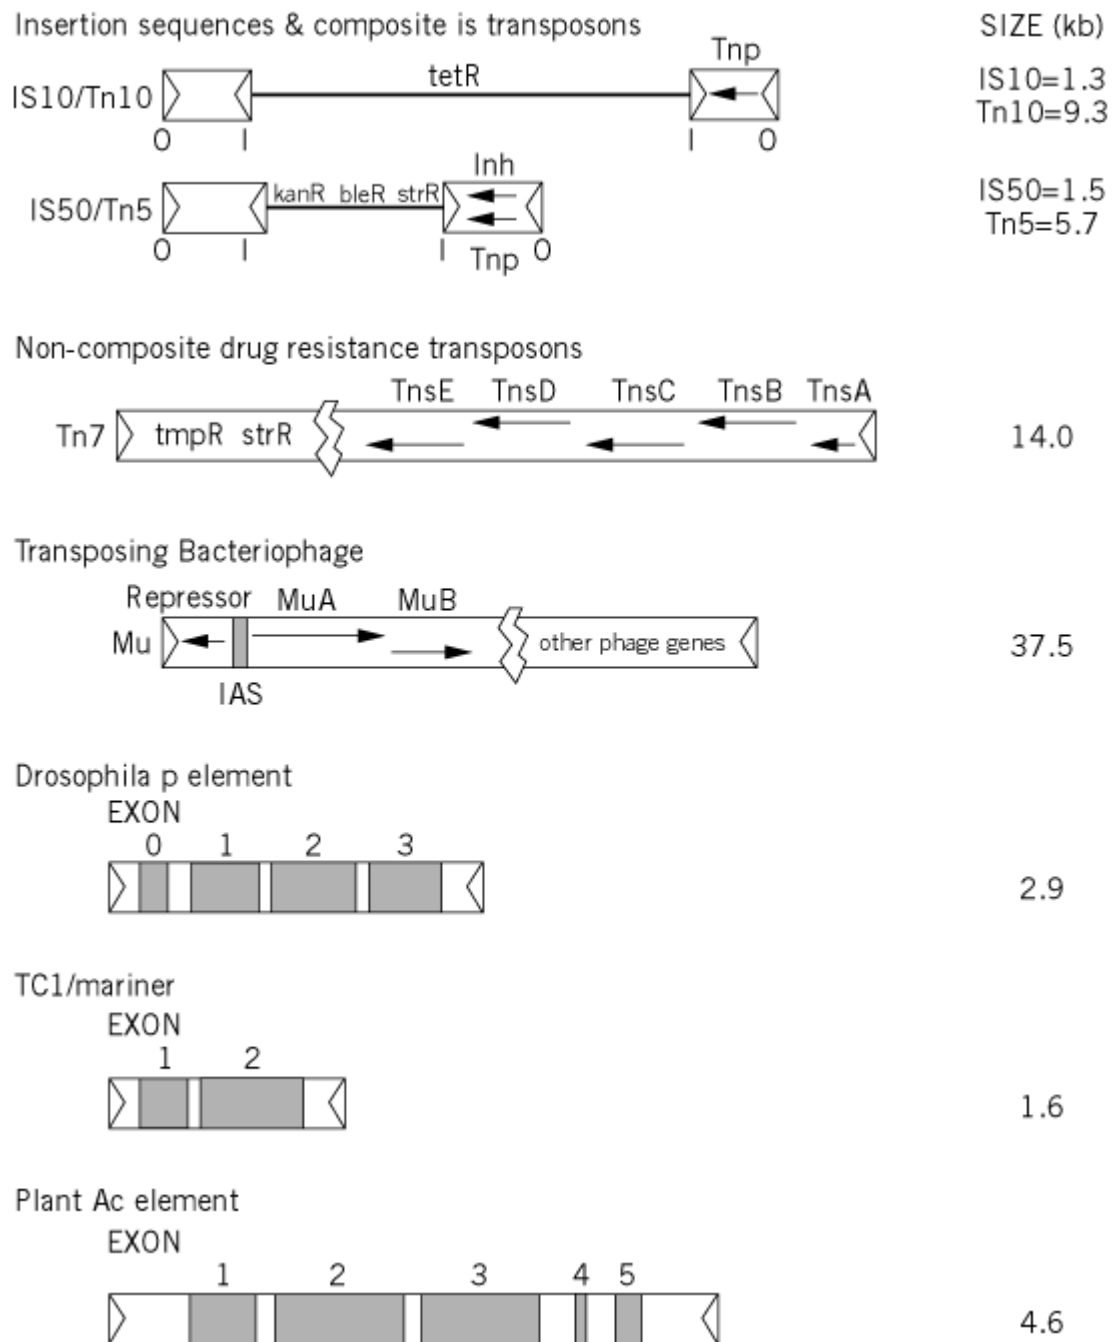 Insertion sequences & composite is transposons SIZE (kb)
Tnp
IS10/Tn10 tetR IS10=1.3
Tn10=9.3
O I I O
Inh
IS50/Tn5 kanR bleR strR IS50=1.5
Tn5=5.7
O I I Tnp O
Non-composite drug resistance transposons
TnsE TnsD TnsC TnsB TnsA
Tn7 tmpR strR 14.0
Transposing Bacteriophage
Repressor MuA MuB
Mu other phage genes 37.5
IAS
Drosophila p element
EXON
0 1 2 3
2.9
TC1/mariner
EXON
1 2
1.6
Plant Ac element
EXON
1 2 3 4 5
4.6